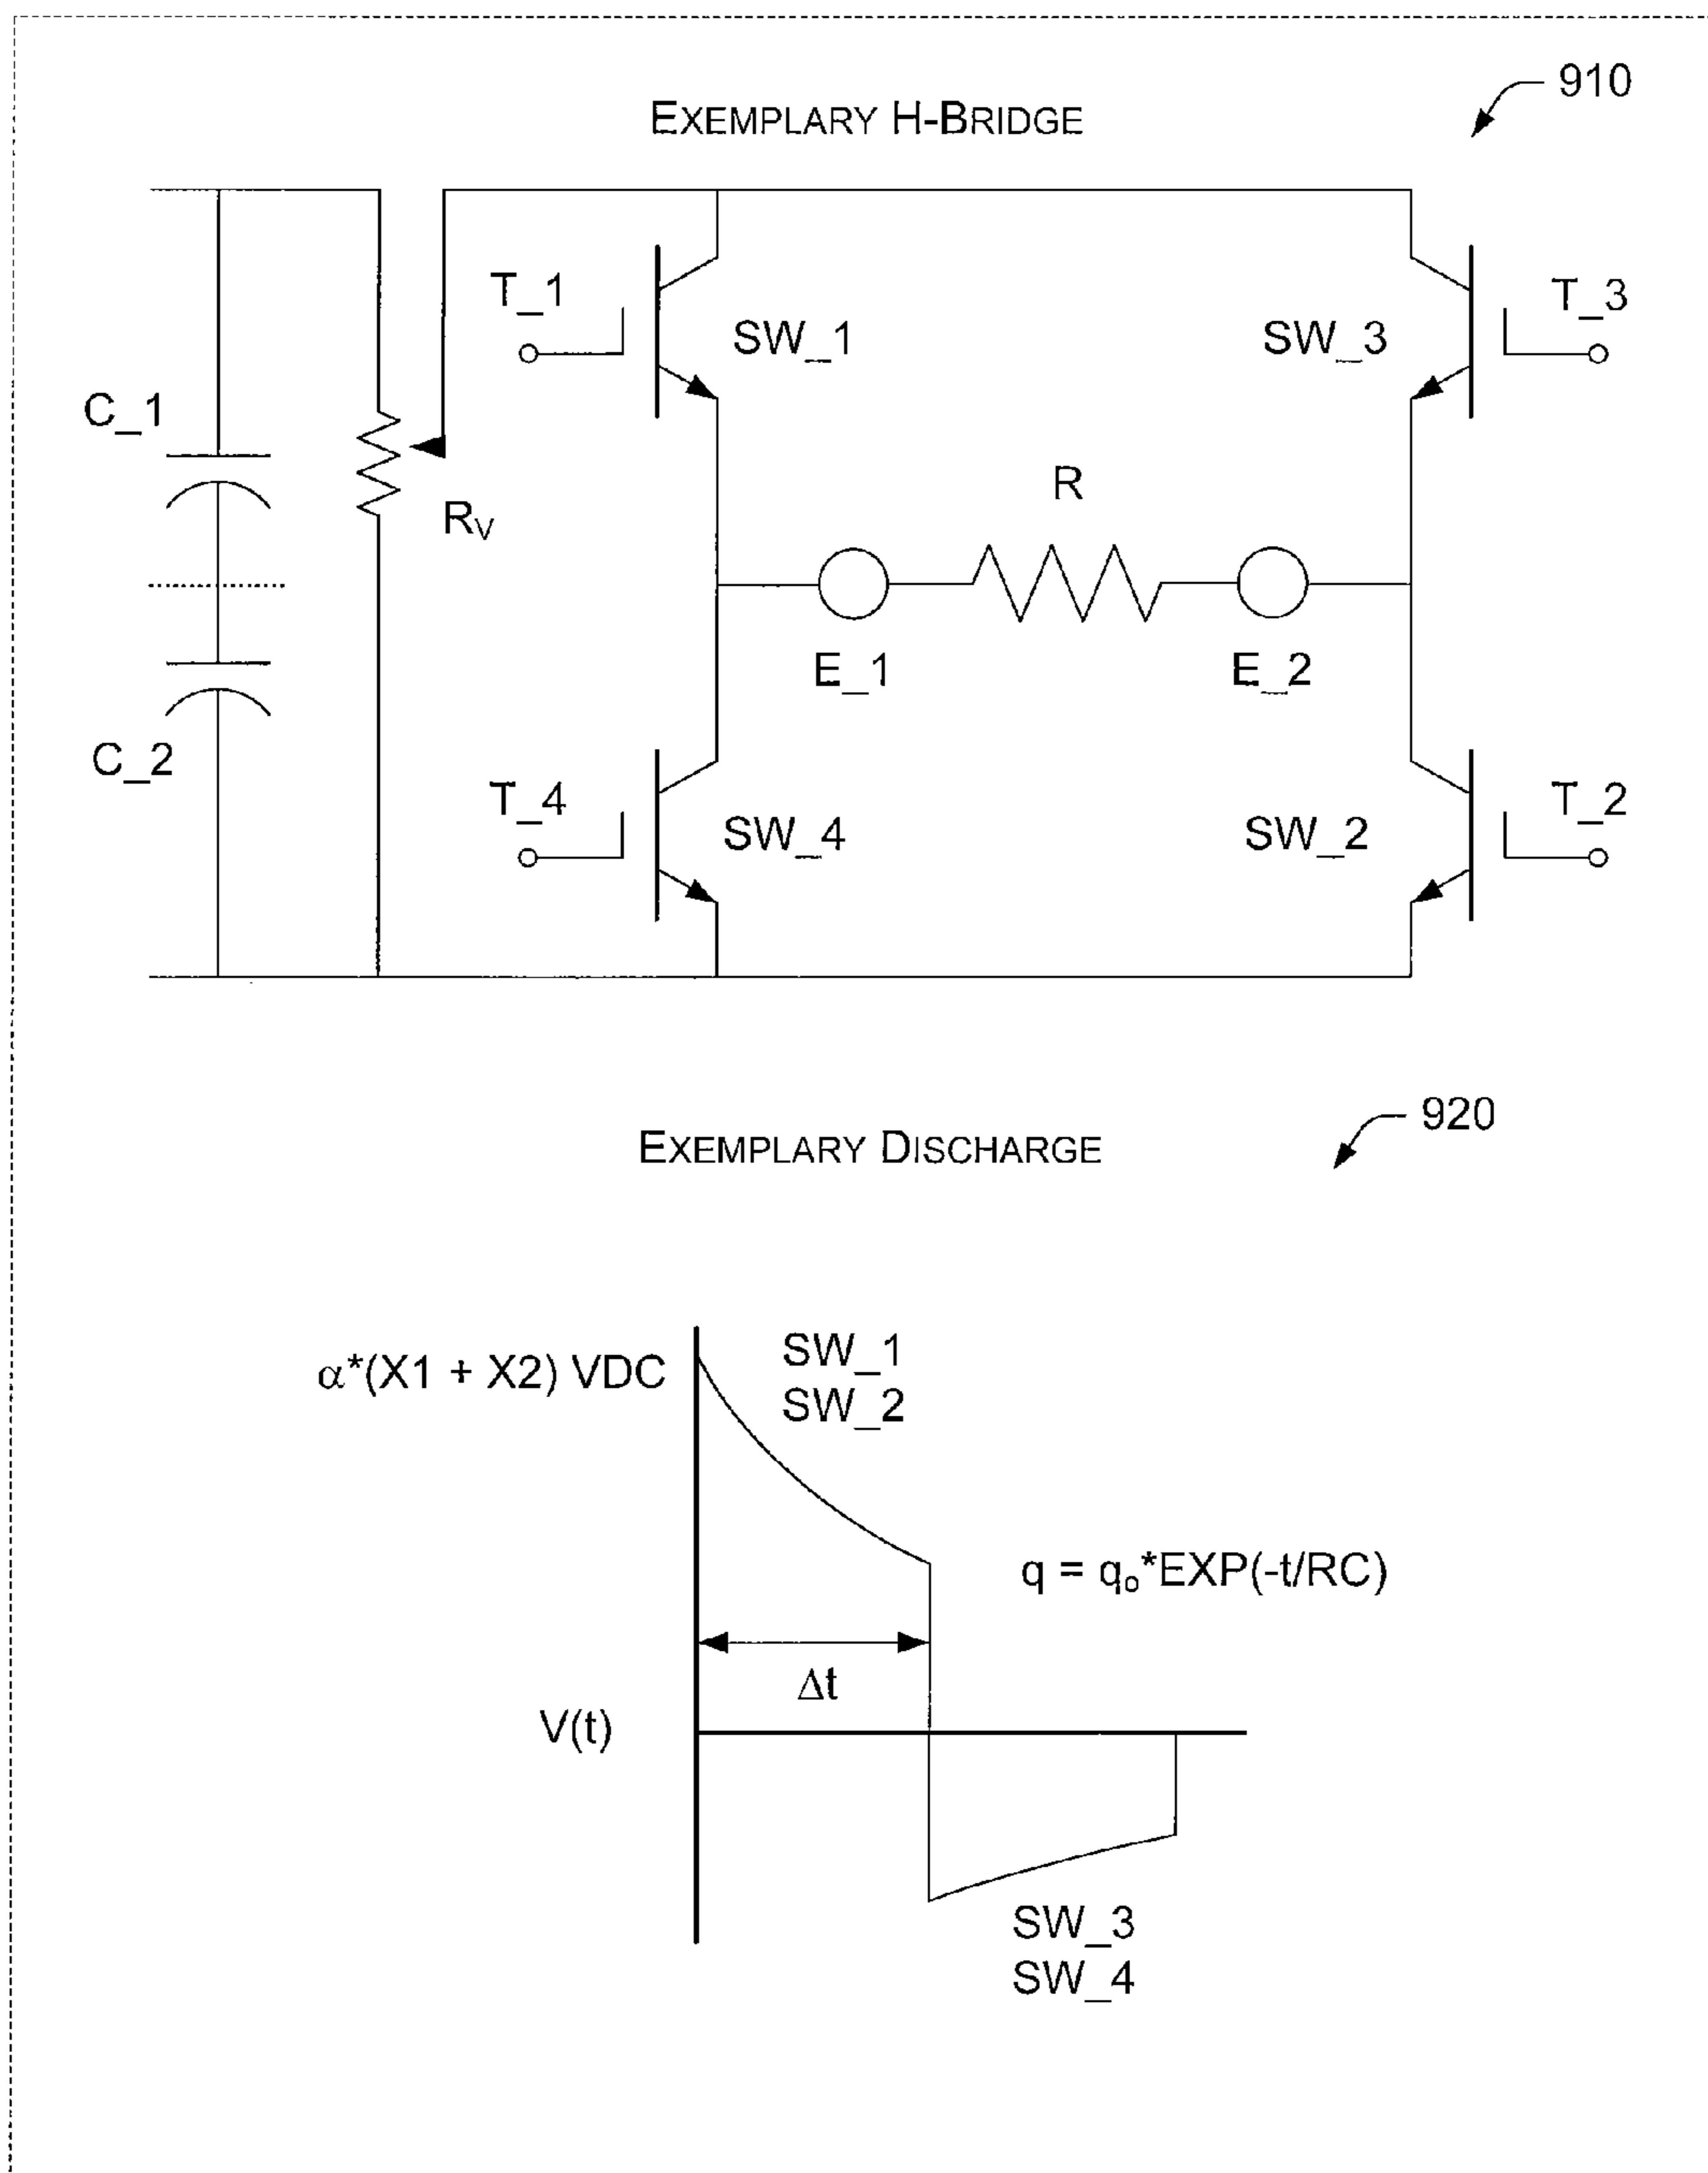 910
EXEMPLARY H-BRIDGE
T_1
T_3
SW_1
SW_3
C_1
R
RV
E_1
E_2
C_2
T_4
T_2
SW_4
SW_2
920
EXEMPLARY DISCHARGE
α*(X1 + X2) VDC
SW_1
SW_2
q = qo*EXP(-t/RC)
Δt
V(t)
SW_3
SW_4